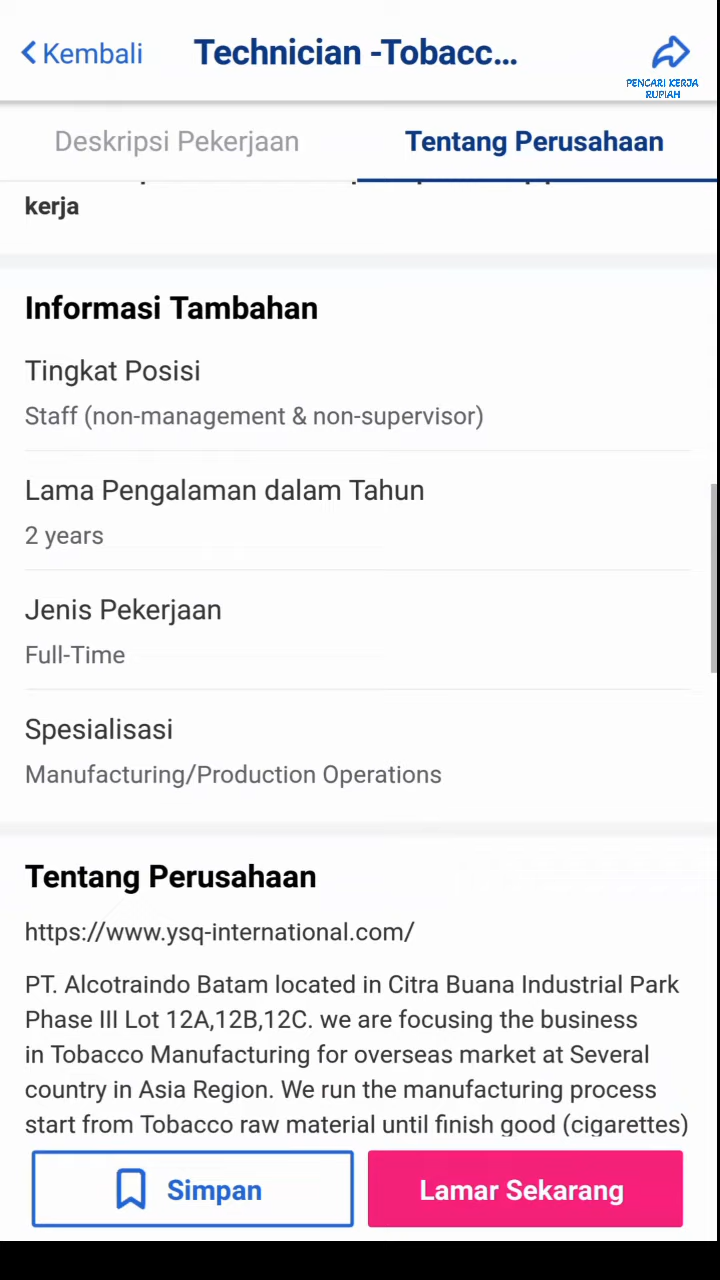 Kembali
Technician -Tobacc...
PENCARI KERJA
RUPIAH
Deskripsi Pekerjaan
Tentang Perusahaan
kerja
Informasi Tambahan
Tingkat Posisi
Staff (non-management & non-supervisor)
Lama Pengalaman dalam Tahun
2 years
Jenis Pekerjaan
Full-Time
Spesialisasi
Manufacturing/Production Operations
Tentang Perusahaan
https://www.ysq-international.com/
PT. Alcotraindo Batam located in Citra Buana Industrial Park
Phase III Lot 12A,12B,12C. we are focusing the business
in Tobacco Manufacturing for overseas market at Several
country in Asia Region. We run the manufacturing process
start from Tobacco raw material until finish good (cigarettes)
Simpan
Lamar Sekarang